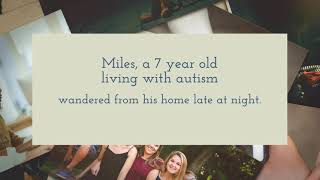 Miles, a 7 year old
living with autism
wandered from his home late at night.